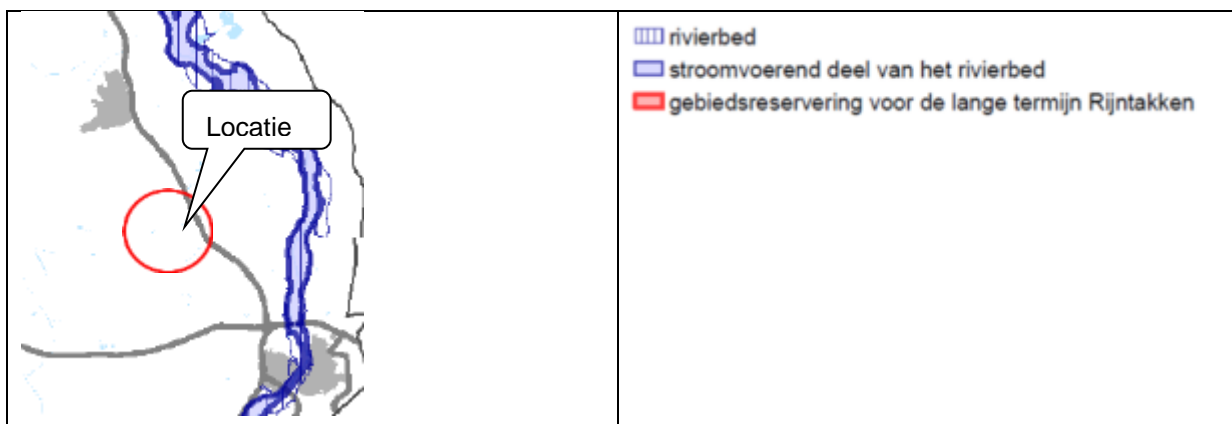 Locatie
rivierbed
stroomvoerend deel van het rivierbed
gebiedsreservering voor de lange termijn Rijntakken